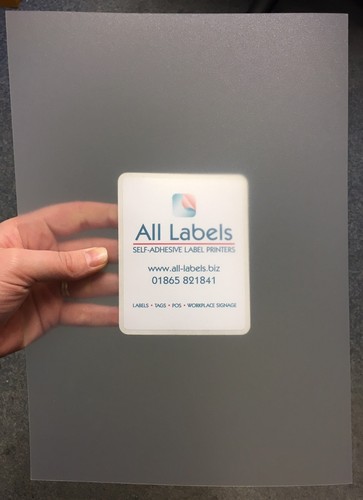 All Labels
SELF-ADHESIVE LABEL PRINTERS
www.all-labels.biz
01865 821841
LABELS • TAGS • POS • WORKPLACE SIGNAGE